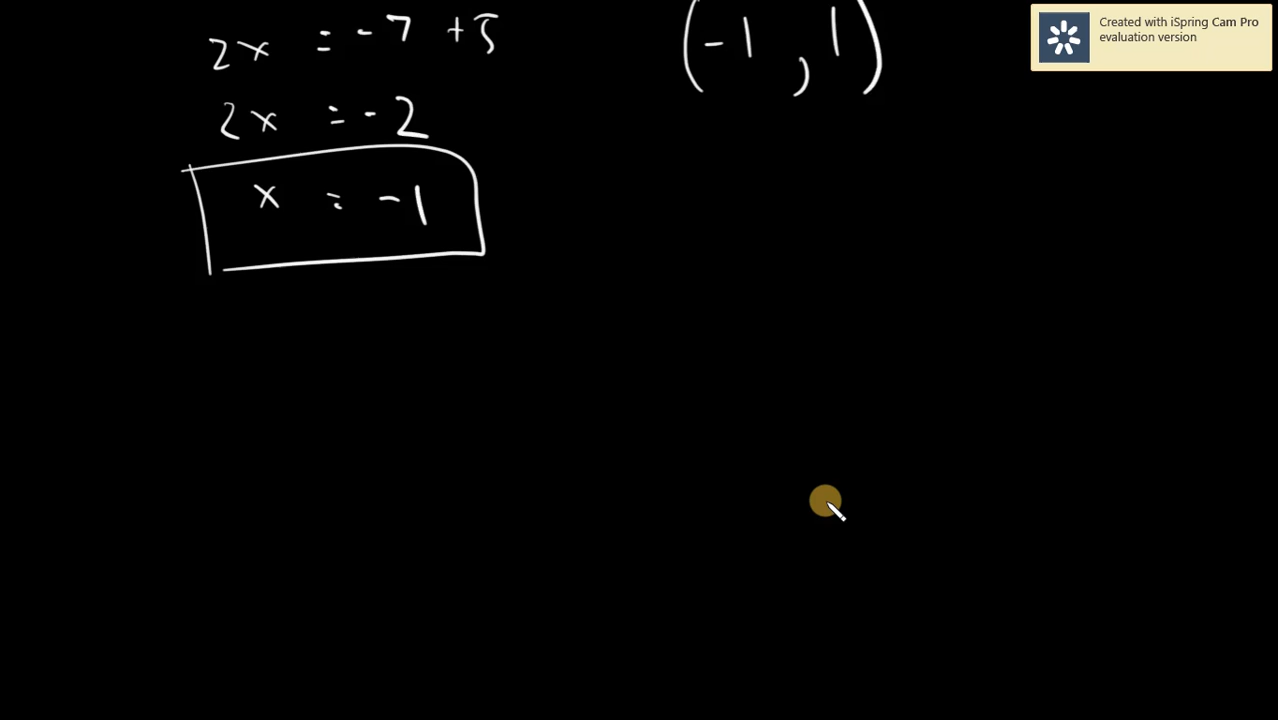 2x = -7 + 5
2x = -2
x = -1
(-1, 1)
Created with iSpring Cam Pro
evaluation version